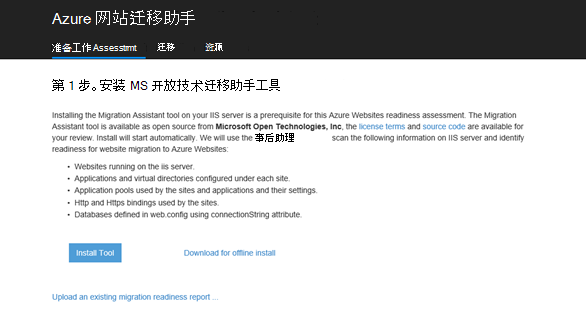 Azure 网站迁移助手
准备工作 Assesstmt 迁移 资源
第 1 步。安装 MS 开放技术迁移助手工具
Installing the Migration Assistant tool on your IIS server is a prerequisite for this Azure Websites readiness assessment. The Migration
Assistant tool is available as open source from Microsoft Open Technologies, Inc, the license terms and source code are available for
your review. Install will start automatically. We will use the 事后助理 scan the following information on IIS server and identify
readiness for website migration to Azure Websites:
• Websites running on the iis server.
• Applications and virtual directories configured under each site.
• Application pools used by the sites and applications and their settings.
• Http and Https bindings used by the sites.
• Databases defined in web.config using connectionString attribute.
Install Tool Download for offline install
Upload an existing migration readiness report ...